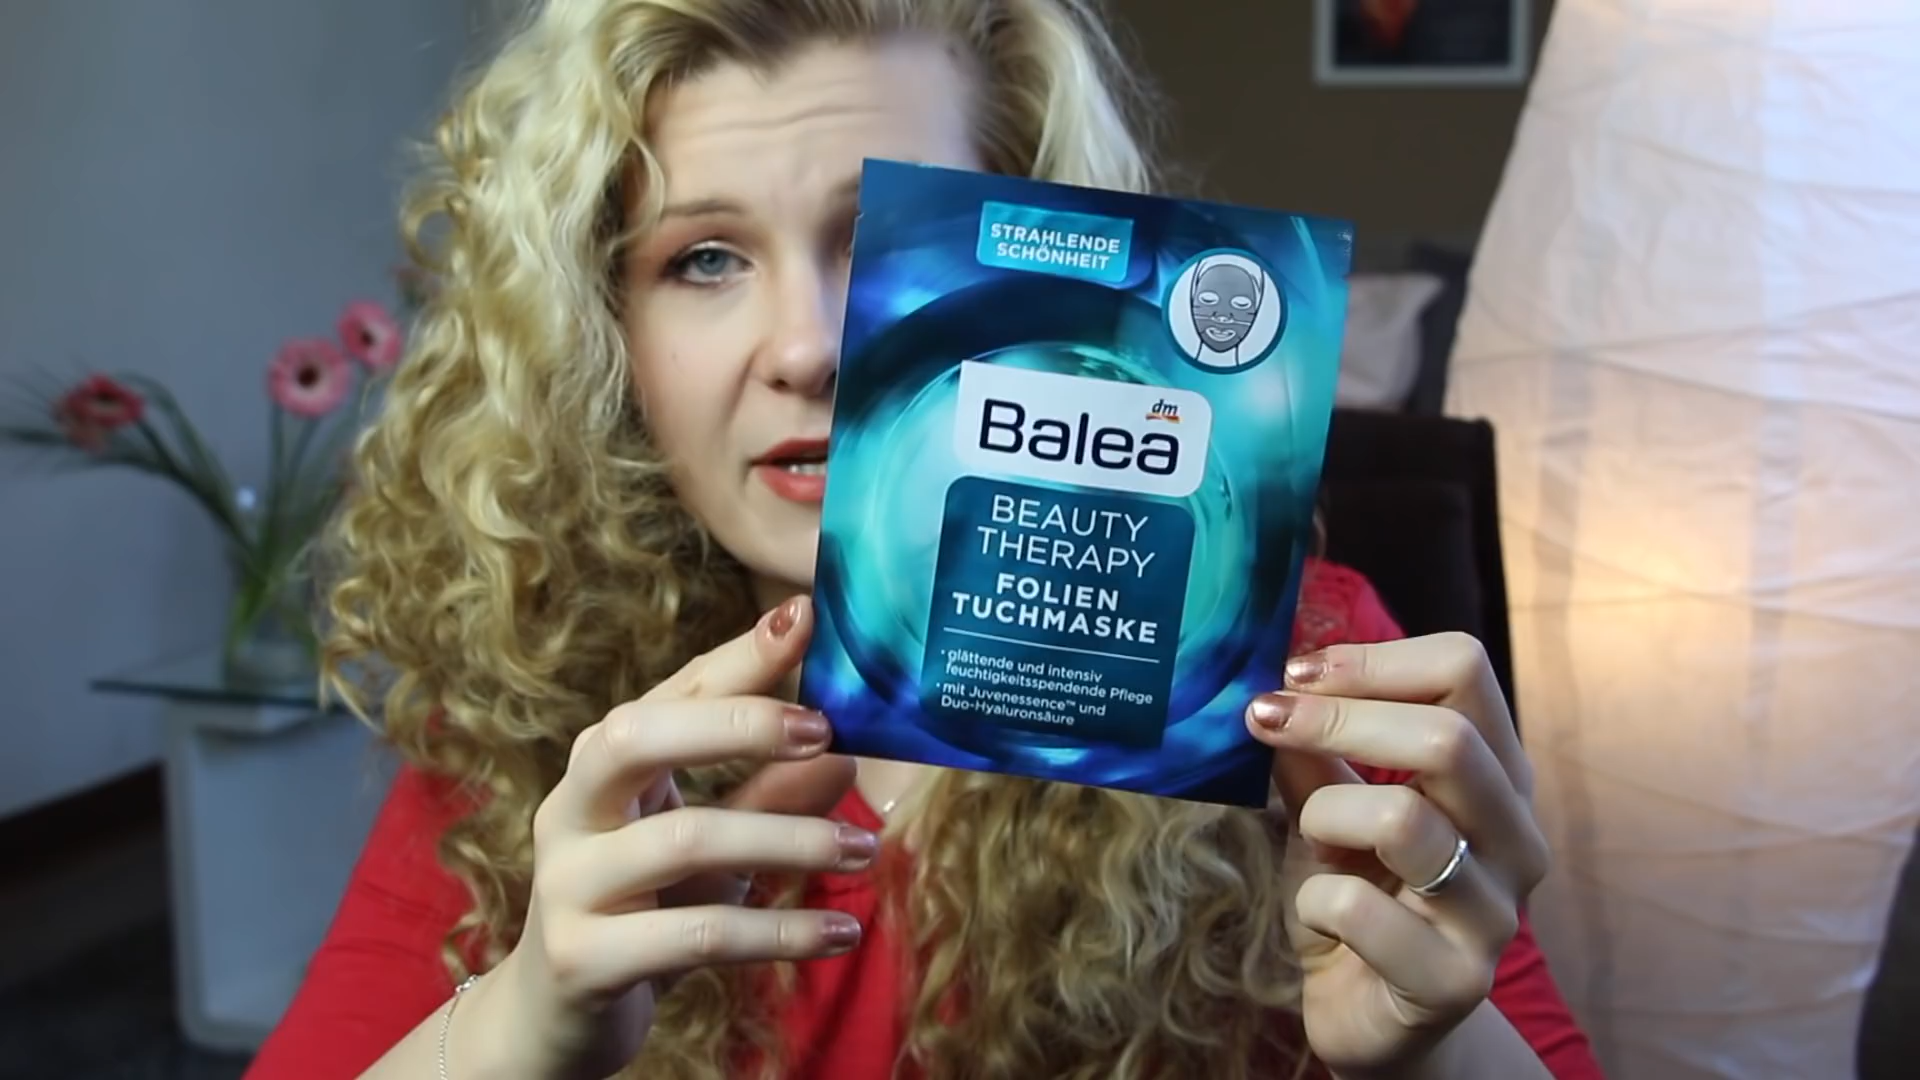 STRAHLENDE
SCHÖNHEIT
dm
Balea
BEAUTY
THERAPY
FOLIEN
TUCHMASKE
• glättende und intensiv
feuchtigkeitsspendende Pflege
• mit Juvenessence™ und
Duo-Hyaluronsäure